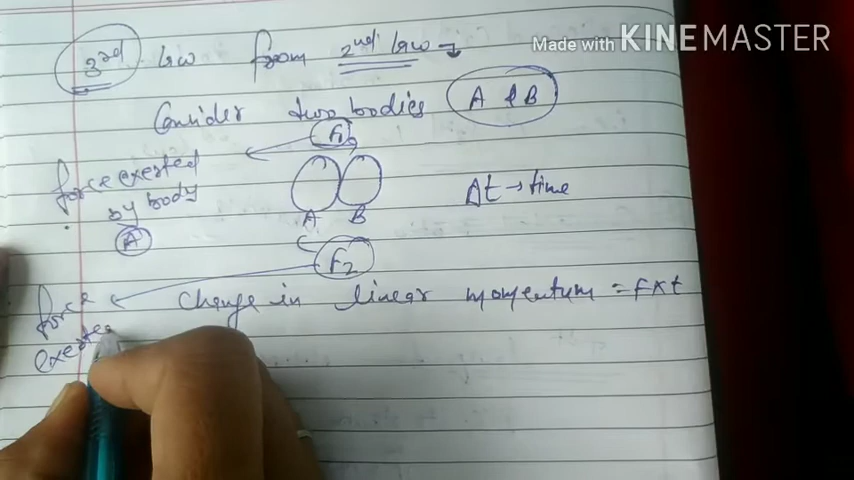 Made with KINEMASTER
3rd law from 2nd law →
Consider two bodies A & B
F1
force exerted
by body
A
A B
Δt → time
F2
Change in linear momentum = F x t
force
exerted